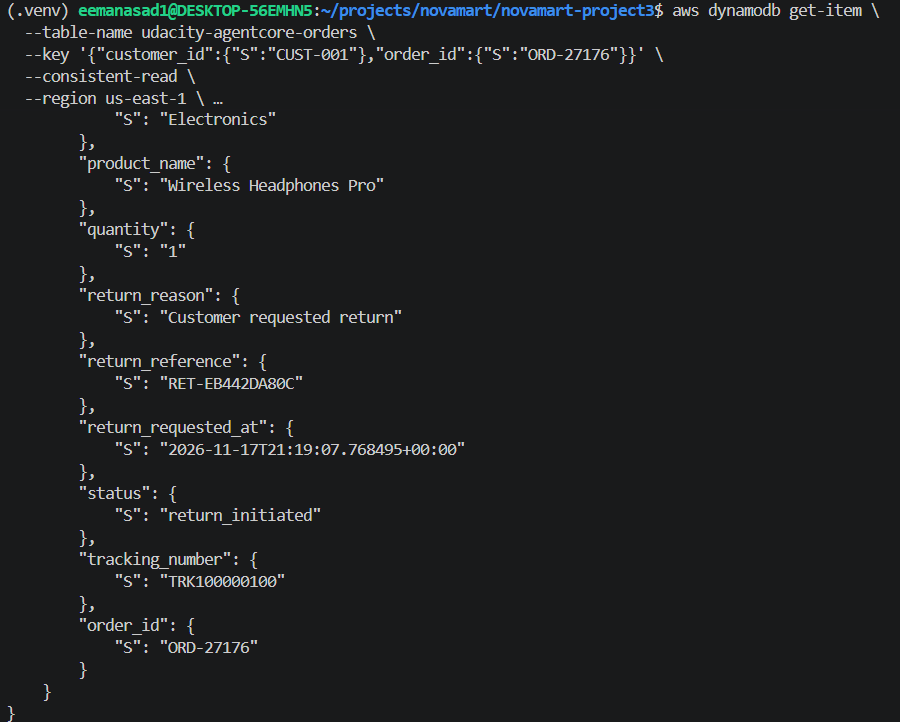 (.venv) eemanasad1@DESKTOP-56EMHN5:~/projects/novamart/novamart-project3$ aws dynamodb get-item \
  --table-name udacity-agentcore-orders \
  --key '{"customer_id":{"S":"CUST-001"},"order_id":{"S":"ORD-27176"}}' \
  --consistent-read \
  --region us-east-1 \ …
            "S": "Electronics"
        },
        "product_name": {
            "S": "Wireless Headphones Pro"
        },
        "quantity": {
            "S": "1"
        },
        "return_reason": {
            "S": "Customer requested return"
        },
        "return_reference": {
            "S": "RET-EB442DA80C"
        },
        "return_requested_at": {
            "S": "2026-11-17T21:19:07.768495+00:00"
        },
        "status": {
            "S": "return_initiated"
        },
        "tracking_number": {
            "S": "TRK100000100"
        },
        "order_id": {
            "S": "ORD-27176"
        }
    }
}